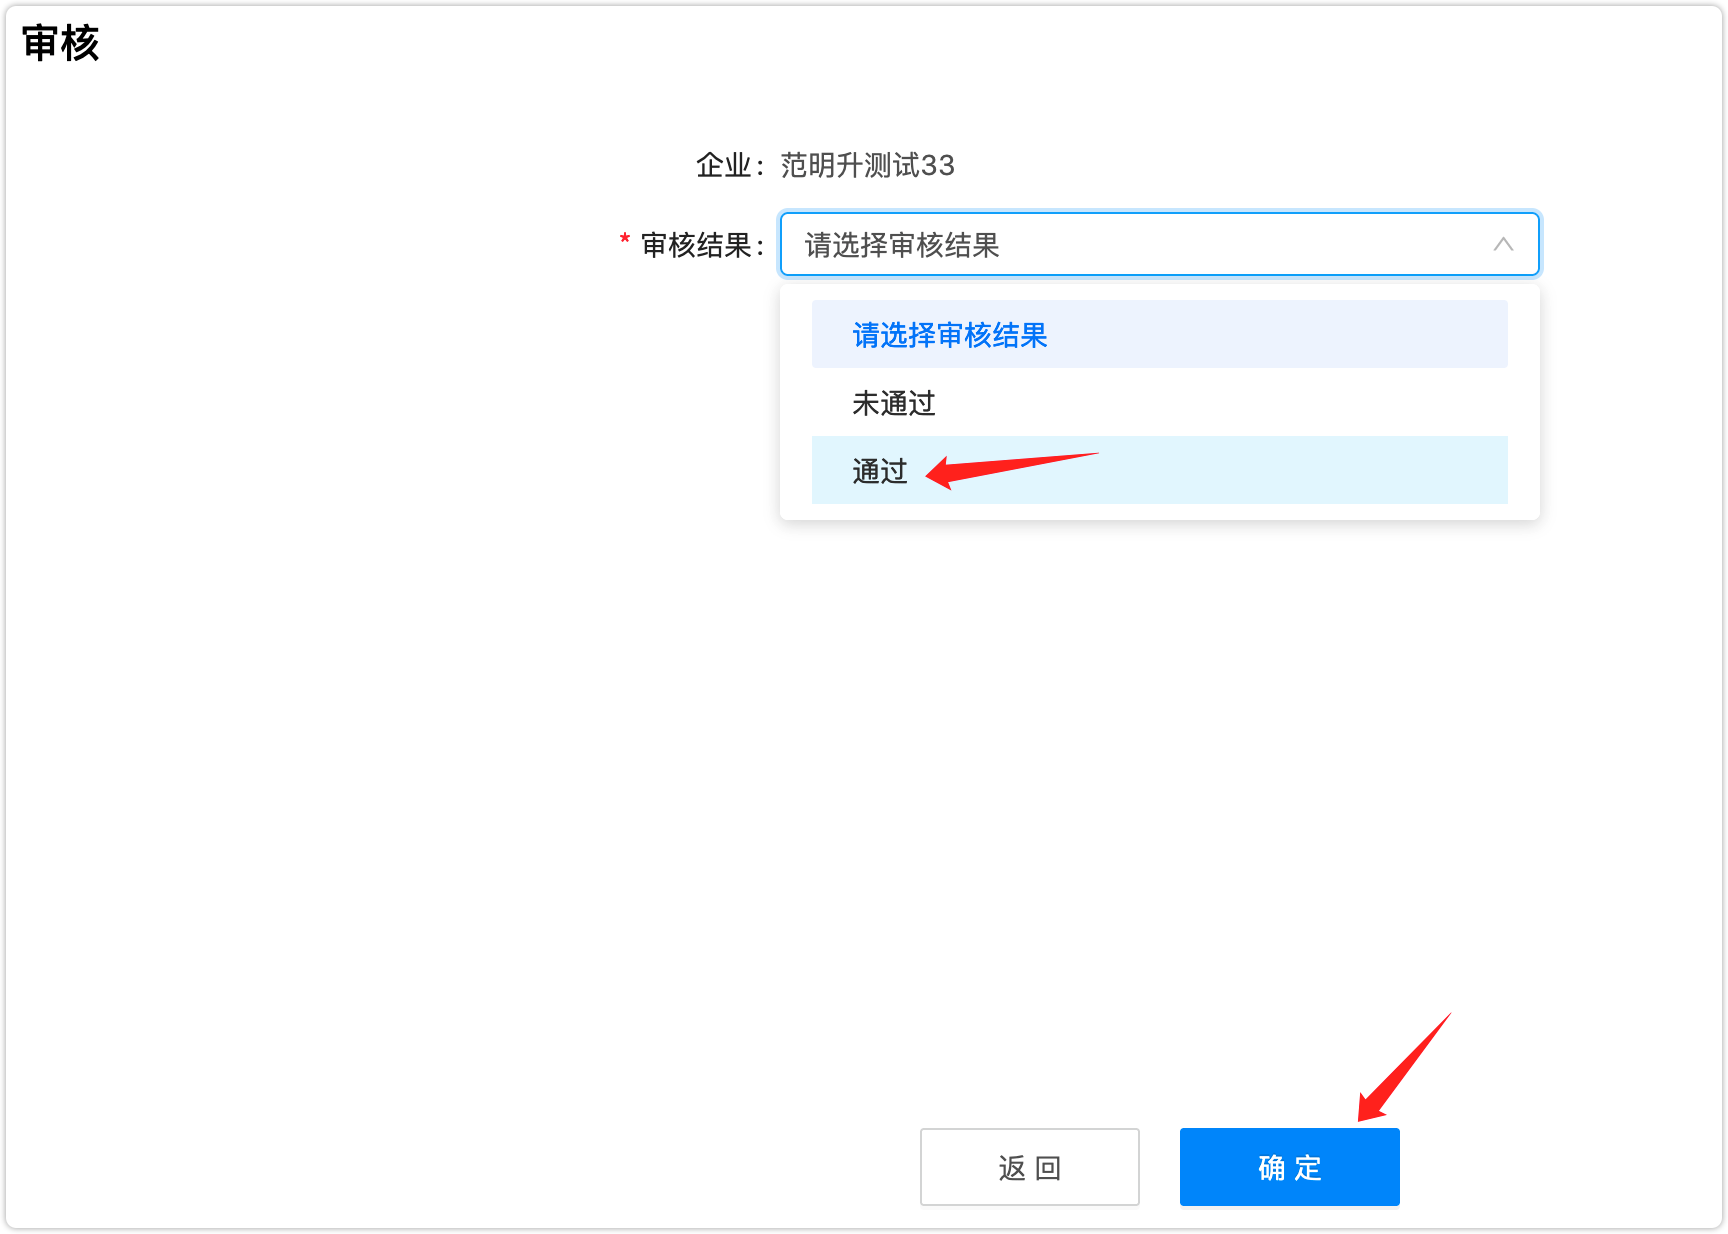 审核
企业：范明升测试33
* 审核结果：请选择审核结果
请选择审核结果
未通过
通过
返 回
确 定